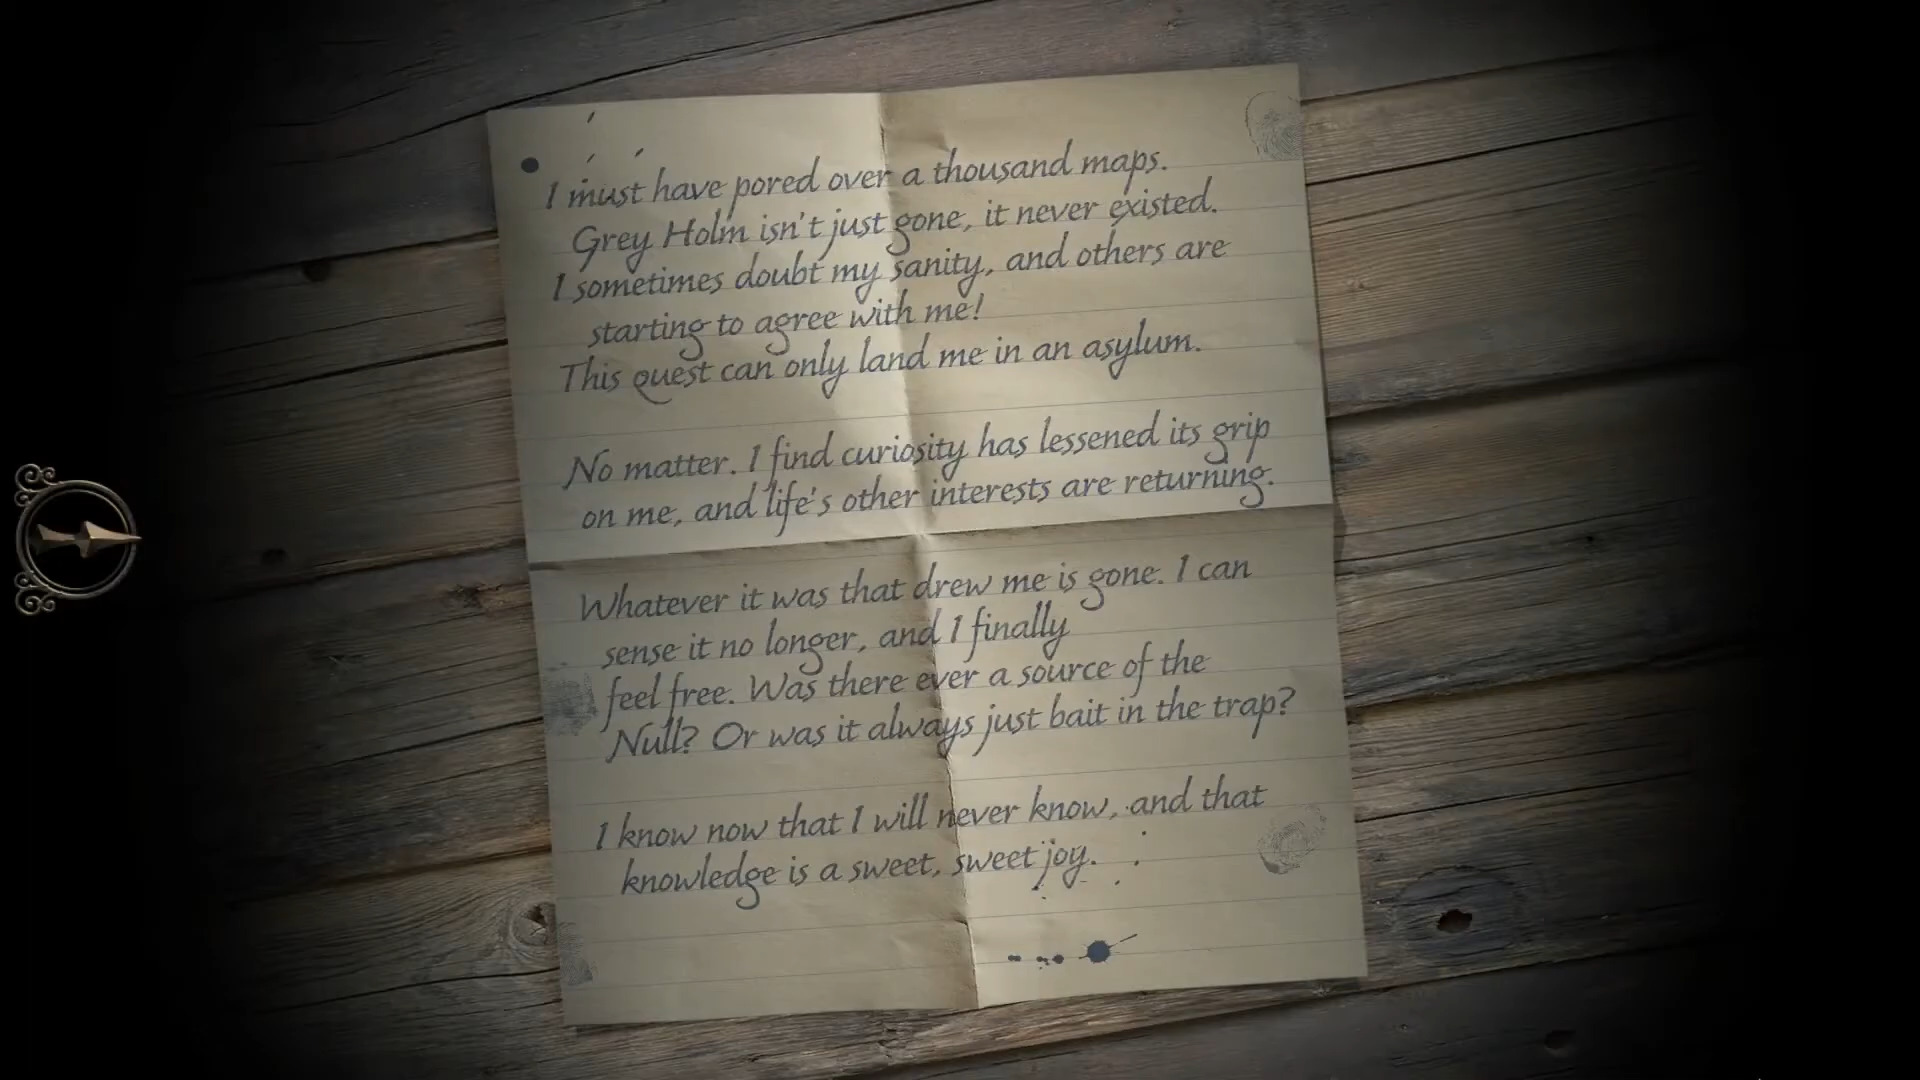 I must have pored over a thousand maps.
Grey Holm isn't just gone, it never existed.
I sometimes doubt my sanity, and others are
starting to agree with me!
This quest can only land me in an asylum.
No matter. I find curiosity has lessened its grip
on me, and life's other interests are returning.
Whatever it was that drew me is gone. I can
sense it no longer, and I finally
feel free. Was there ever a source of the
Null? Or was it always just bait in the trap?
I know now that I will never know, and that
knowledge is a sweet, sweet joy.